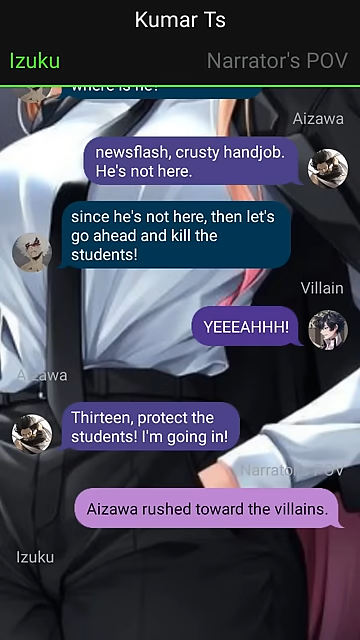 Kumar Ts
Izuku
Narrator's POV
where is he?
Aizawa
newsflash, crusty handjob.
He's not here.
since he's not here, then let's
go ahead and kill the
students!
Villain
YEEEAHHH!
Aizawa
Thirteen, protect the
students! I'm going in!
Narrator's POV
Aizawa rushed toward the villains.
Izuku